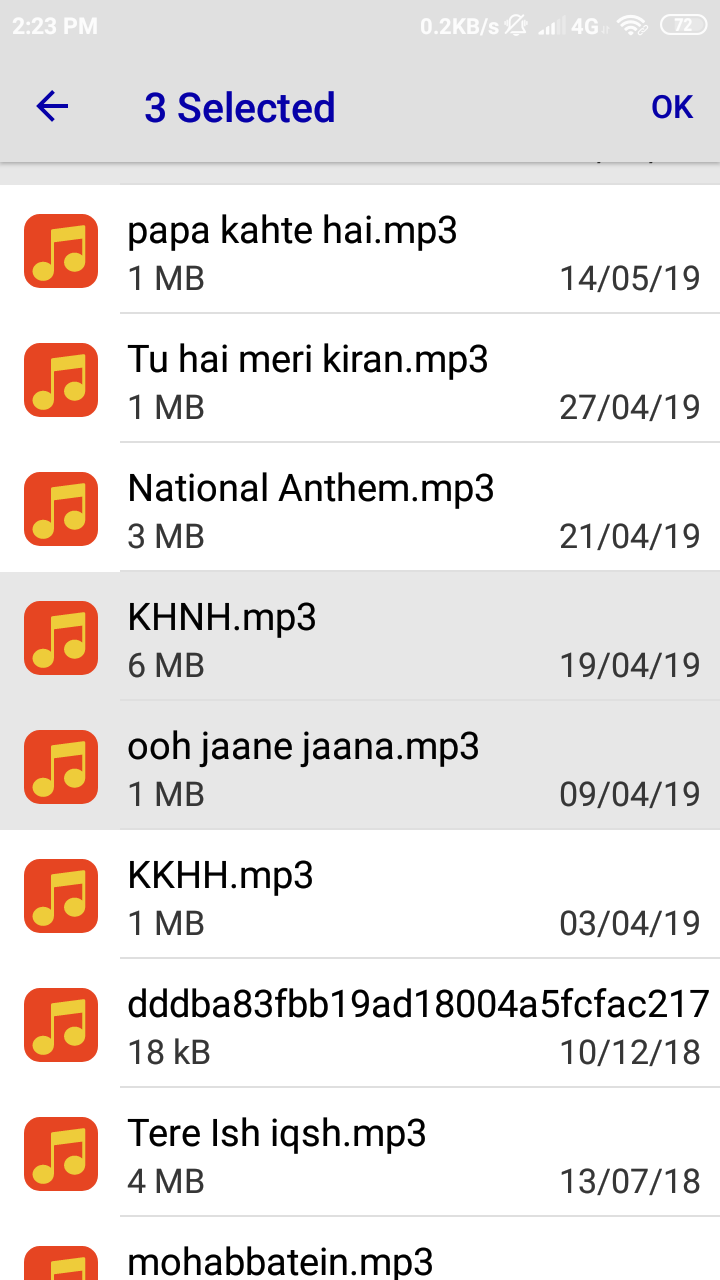 2:23 PM 0.2KB/s 4G 72
3 Selected OK
papa kahte hai.mp3
1 MB 14/05/19
Tu hai meri kiran.mp3
1 MB 27/04/19
National Anthem.mp3
3 MB 21/04/19
KHNH.mp3
6 MB 19/04/19
ooh jaane jaana.mp3
1 MB 09/04/19
KKHH.mp3
1 MB 03/04/19
dddba83fbb19ad18004a5fcfac217
18 kB 10/12/18
Tere Ish iqsh.mp3
4 MB 13/07/18
mohabbatein.mp3